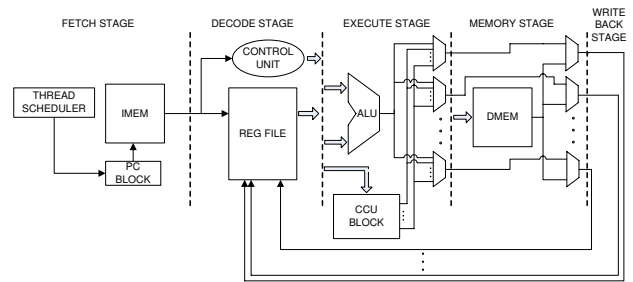 FETCH STAGE
DECODE STAGE
EXECUTE STAGE
MEMORY STAGE
WRITE
BACK
STAGE
CONTROL
UNIT
THREAD
SCHEDULER
IMEM
REG FILE
ALU
DMEM
PC
BLOCK
CCU
BLOCK